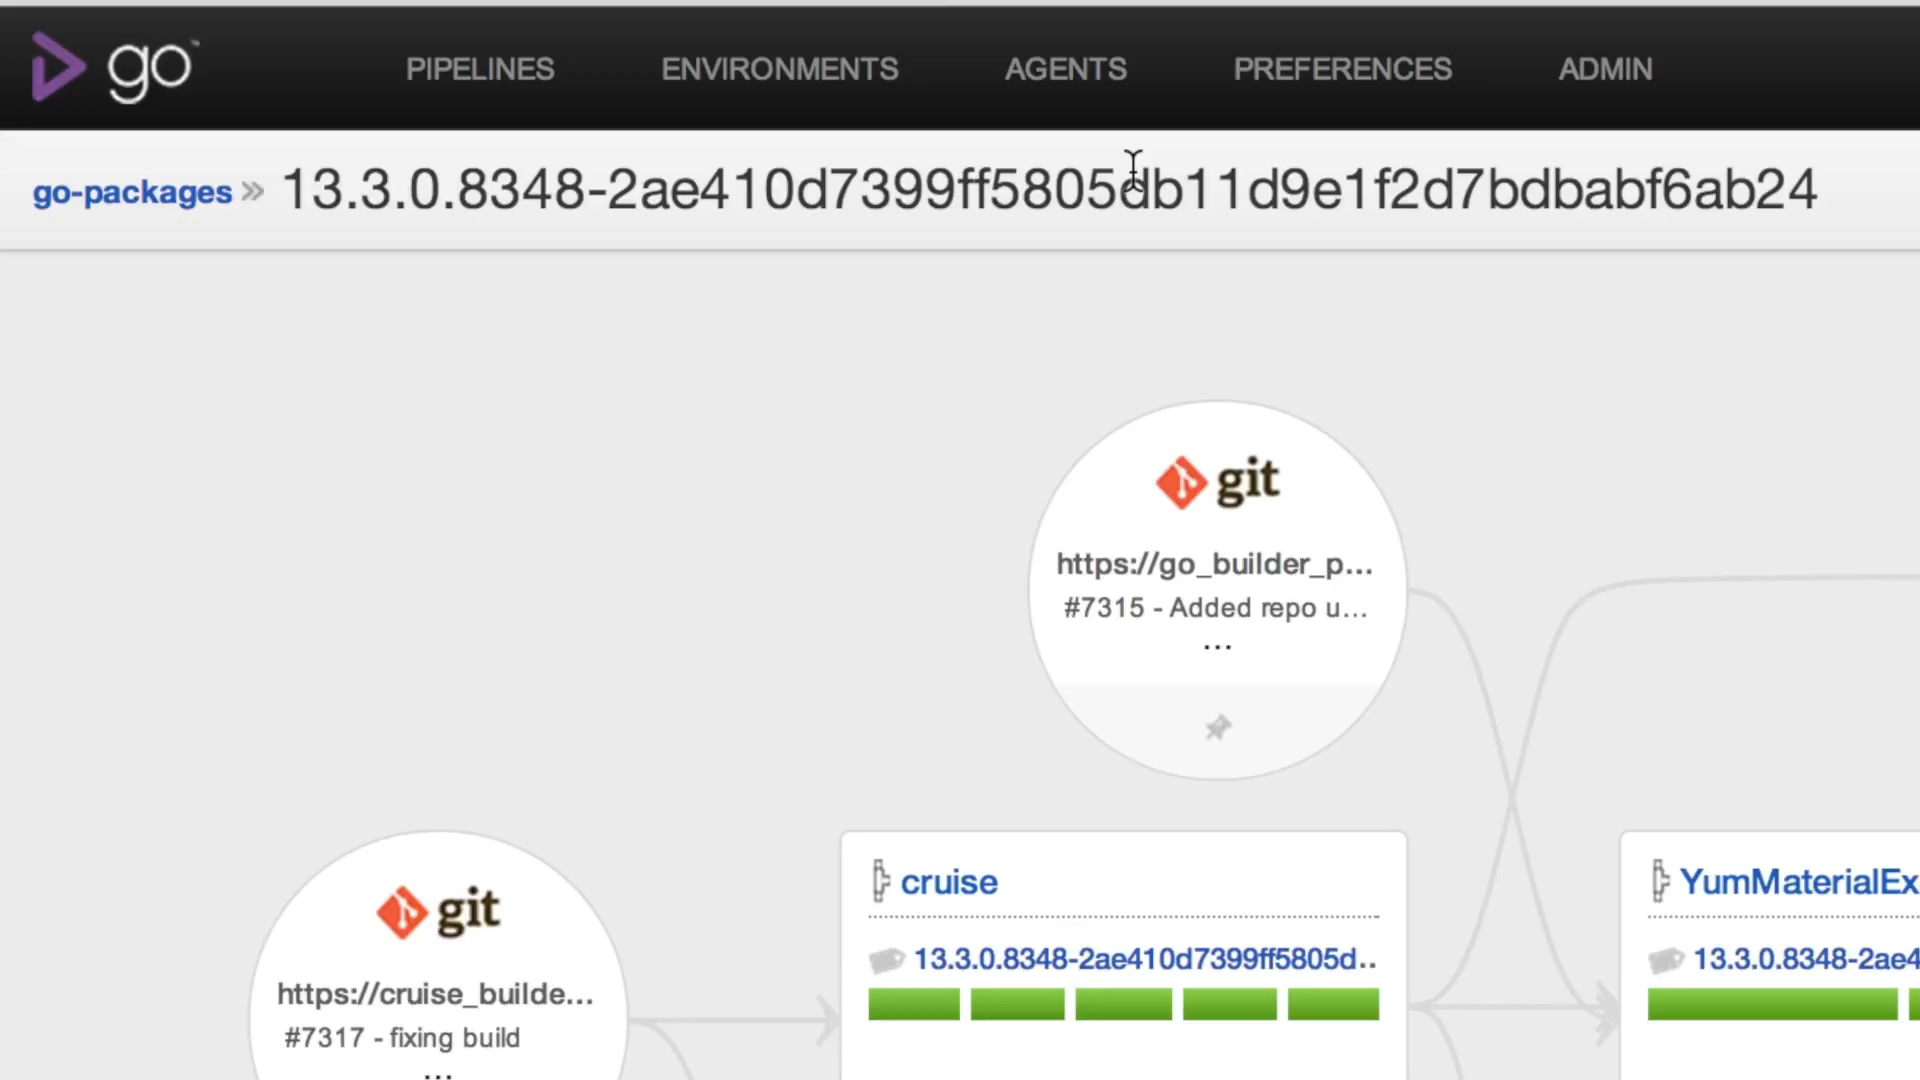 go™
PIPELINES ENVIRONMENTS AGENTS PREFERENCES ADMIN
go-packages » 13.3.0.8348-2ae410d7399ff5805db11d9e1f2d7bdbabf6ab24
git
https://go_builder_p...
#7315 - Added repo u...
...
git
https://cruise_builde...
#7317 - fixing build
...
cruise
13.3.0.8348-2ae410d7399ff5805d..
YumMaterialEx
13.3.0.8348-2ae4